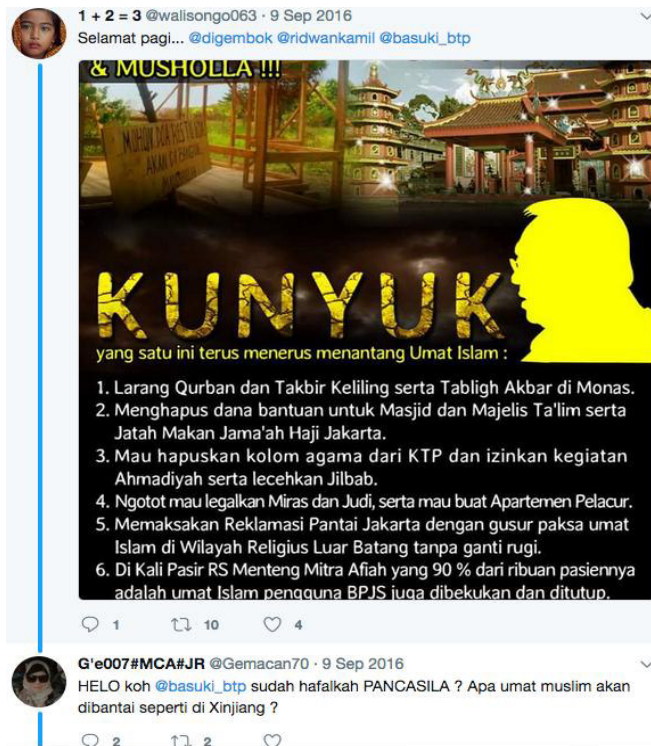 1 + 2 = 3 @walisongo063 · 9 Sep 2016
Selamat pagi... @digembok @ridwankamil @basuki_btp
& MUSHOLLA !!!
MOHON DO'A RESTU
AKAN DI BANGUN
KUNYUK
yang satu ini terus menerus menantang Umat Islam :
1. Larang Qurban dan Takbir Keliling serta Tabligh Akbar di Monas.
2. Menghapus dana bantuan untuk Masjid dan Majelis Ta'lim serta
Jatah Makan Jama'ah Haji Jakarta.
3. Mau hapuskan kolom agama dari KTP dan izinkan kegiatan
Ahmadiyah serta lecehkan Jilbab.
4. Ngotot mau legalkan Miras dan Judi, serta mau buat Apartemen Pelacur.
5. Memaksakan Reklamasi Pantai Jakarta dengan gusur paksa umat
Islam di Wilayah Religius Luar Batang tanpa ganti rugi.
6. Di Kali Pasir RS Menteng Mitra Afiah yang 90 % dari ribuan pasiennya
adalah umat Islam pengguna BPJS juga dibekukan dan ditutup.
1 10 4
G'e007#MCA#JR @Gemacan70 · 9 Sep 2016
HELO koh @basuki_btp sudah hafalkah PANCASILA ? Apa umat muslim akan
dibantai seperti di Xinjiang ?
2 2